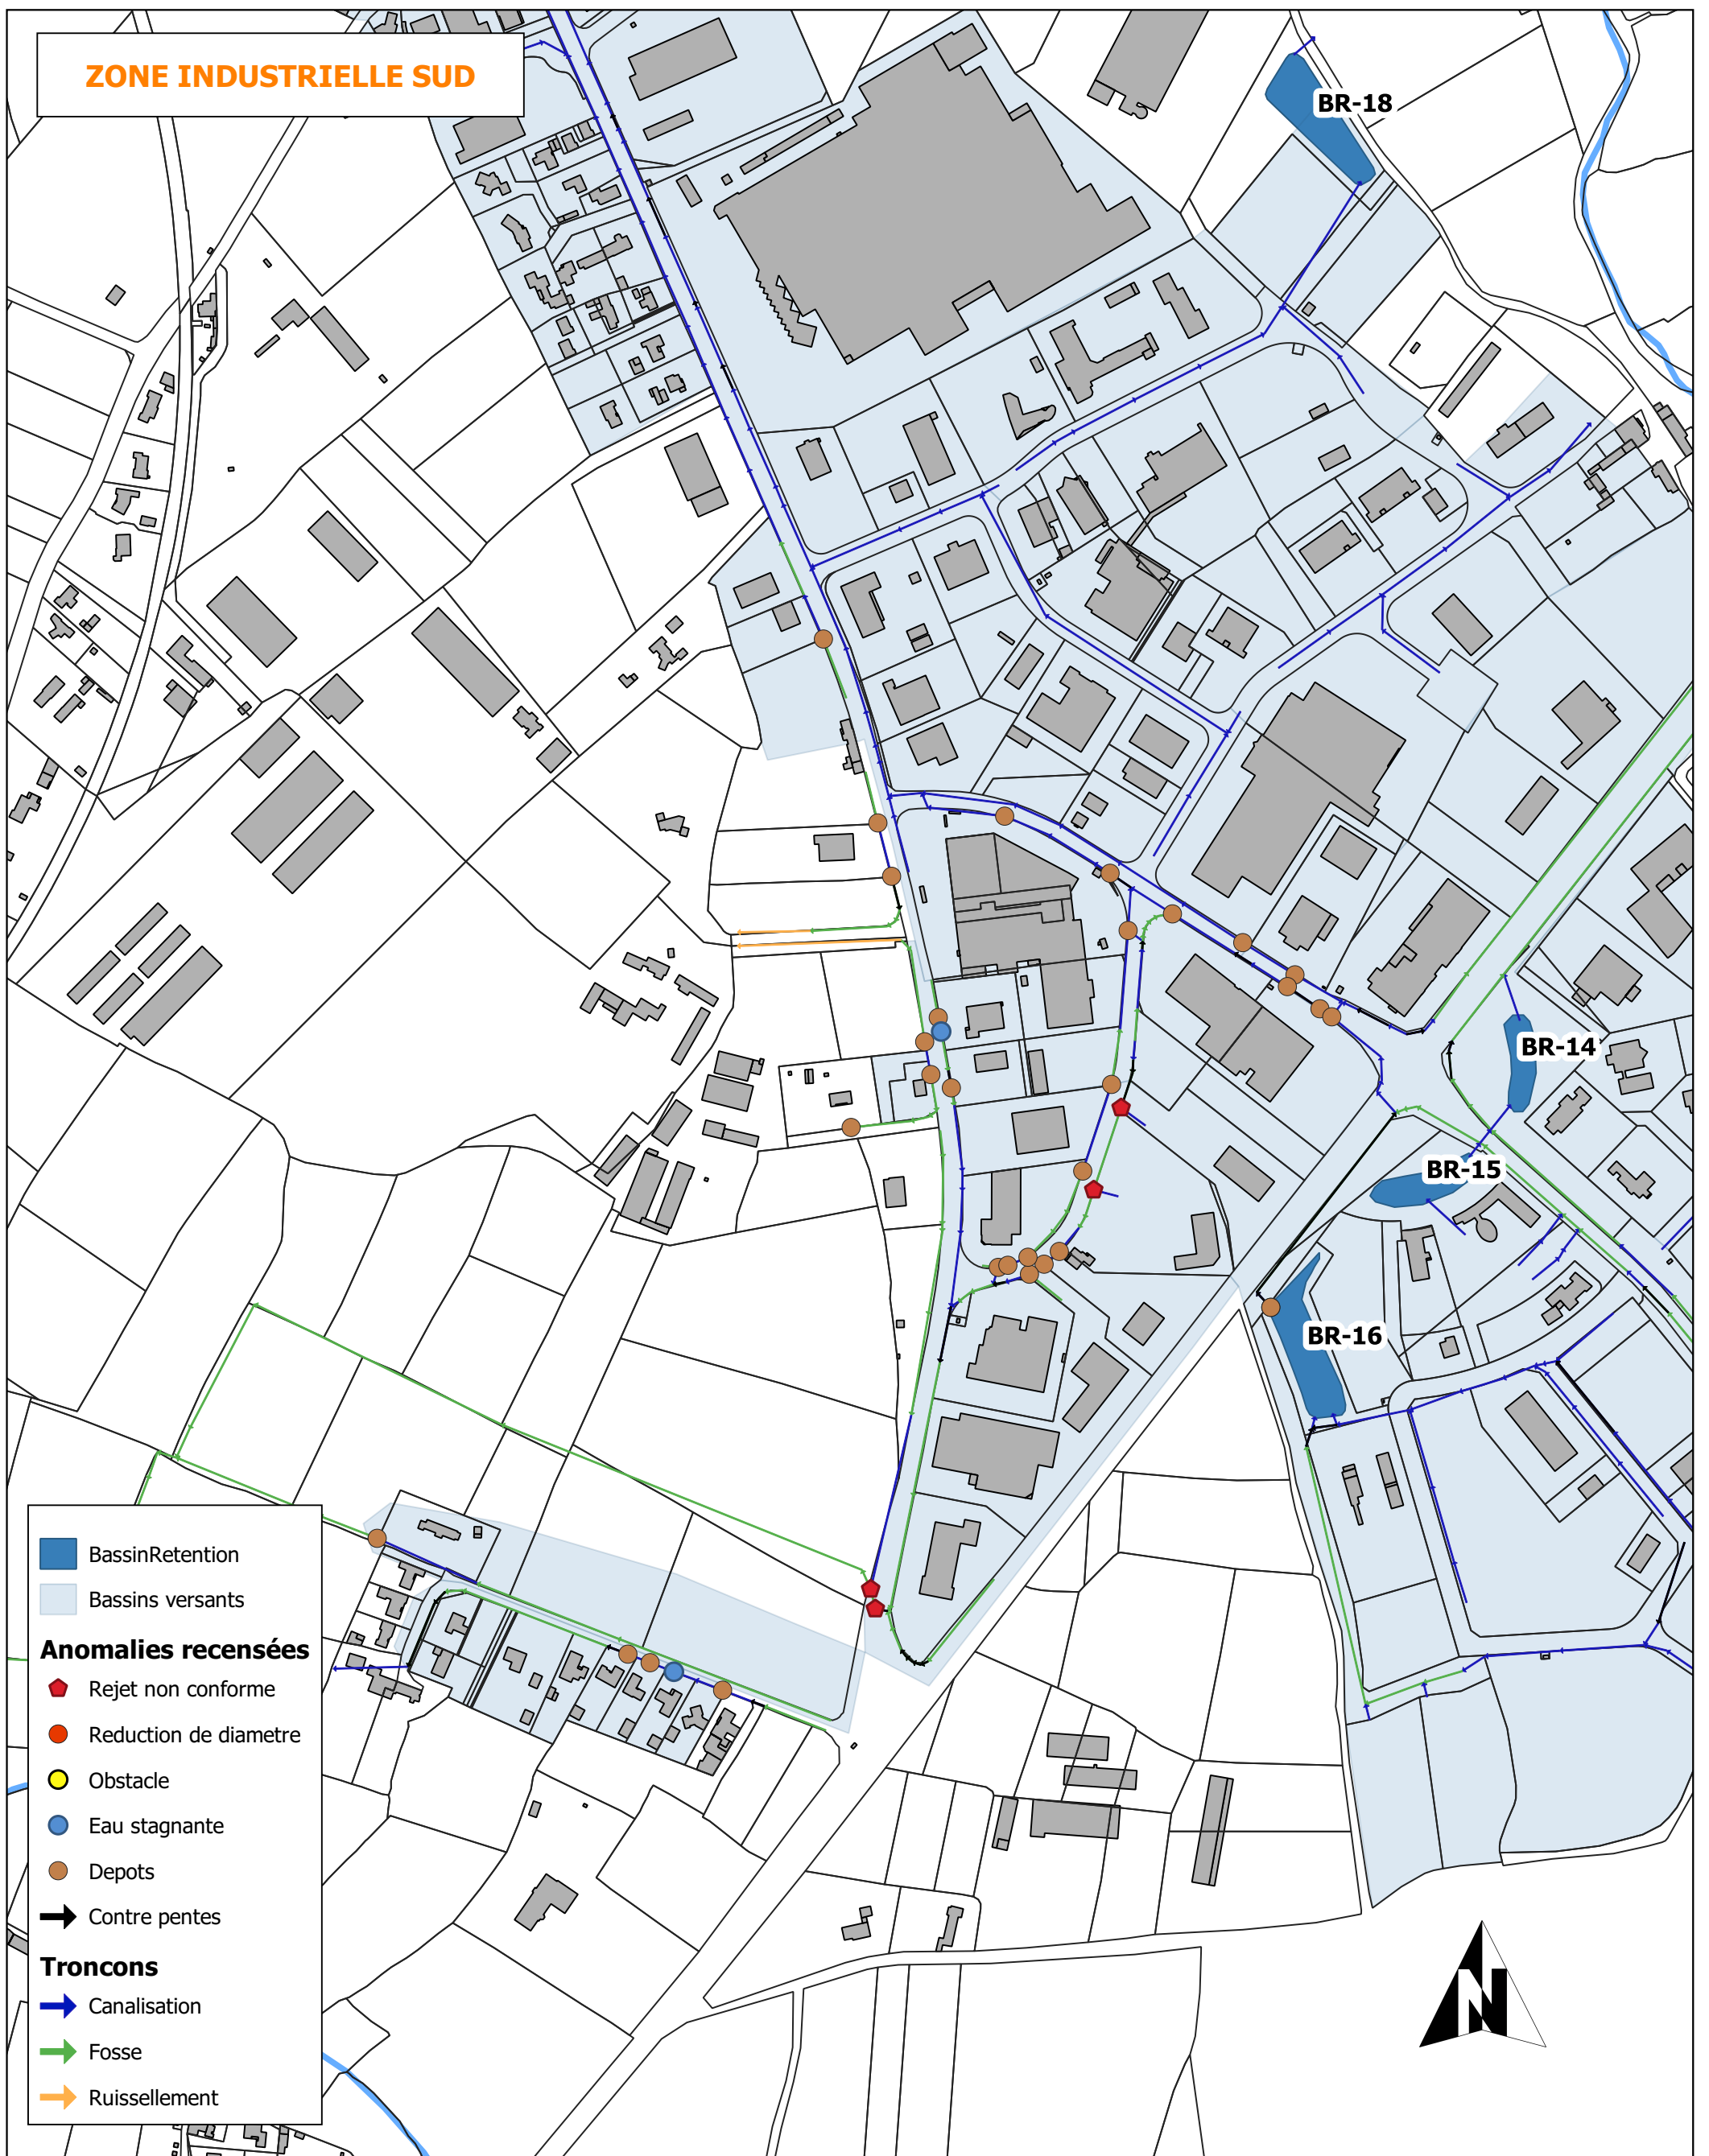 ZONE INDUSTRIELLE SUD
BR-18
BR-14
BR-15
BR-16
BassinRetention
Bassins versants
Anomalies recensées
Rejet non conforme
Reduction de diametre
Obstacle
Eau stagnante
Depots
Contre pentes
Troncons
Canalisation
Fosse
Ruissellement
N